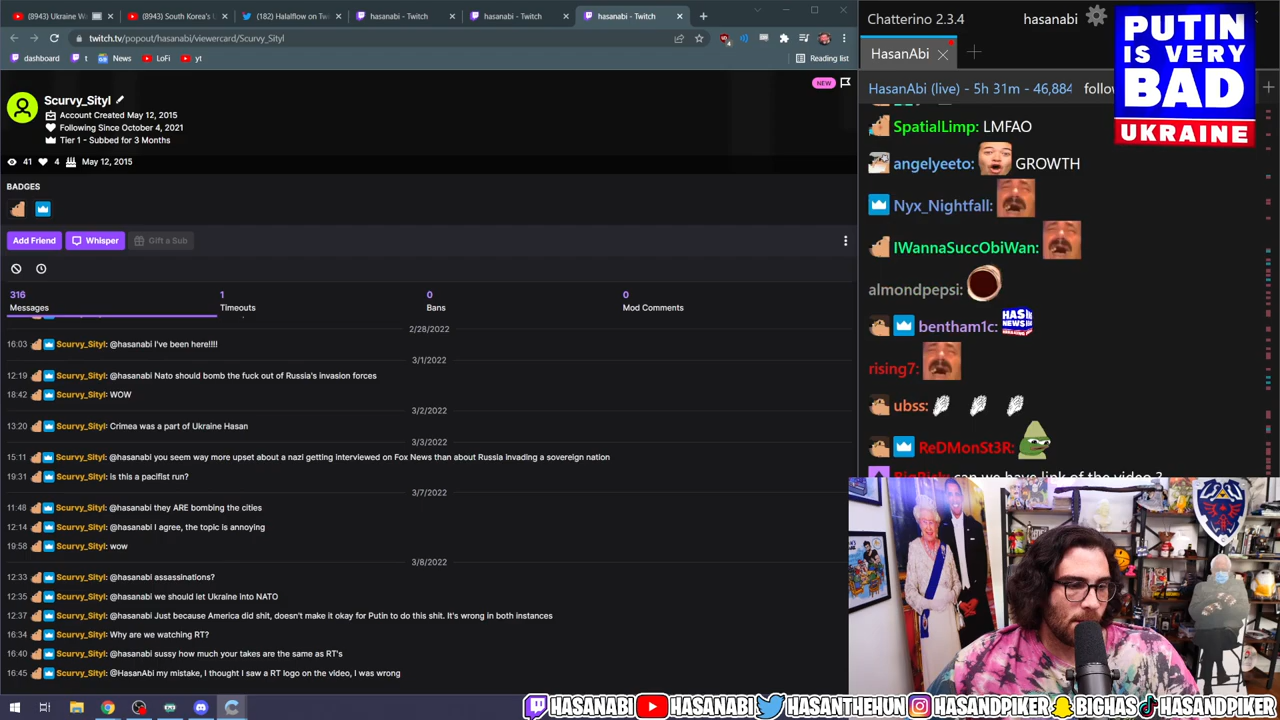 (8943) Ukraine W
(8943) South Korea's U
(182) Halalflow on Tw
hasanabi - Twitch
hasanabi - Twitch
hasanabi - Twitch
twitch.tv/popout/hasanabi/viewercard/Scurvy_Sityl
dashboard
t
News
LoFi
yt
Reading list
Scurvy_Sityl
NEW
Account Created May 12, 2015
Following Since October 4, 2021
Tier 1 - Subbed for 3 Months
41 4 May 12, 2015
BADGES
Add Friend Whisper Gift a Sub
316 1 0 0
Messages Timeouts Bans Mod Comments
2/28/2022
16:03 Scurvy_Sityl: @hasanabi I've been here!!!!
3/1/2022
12:19 Scurvy_Sityl: @hasanabi Nato should bomb the fuck out of Russia's invasion forces
18:42 Scurvy_Sityl: WOW
3/2/2022
13:20 Scurvy_Sityl: Crimea was a part of Ukraine Hasan
3/3/2022
15:11 Scurvy_Sityl: @hasanabi you seem way more upset about a nazi getting interviewed on Fox News than about Russia invading a sovereign nation
19:31 Scurvy_Sityl: is this a pacifist run?
3/7/2022
11:48 Scurvy_Sityl: @hasanabi they ARE bombing the cities
12:14 Scurvy_Sityl: @hasanabi I agree, the topic is annoying
19:58 Scurvy_Sityl: wow
3/8/2022
12:33 Scurvy_Sityl: @hasanabi assassinations?
12:35 Scurvy_Sityl: @hasanabi we should let Ukraine into NATO
12:37 Scurvy_Sityl: @hasanabi Just because America did shit, doesn't make it okay for Putin to do this shit. It's wrong in both instances
16:34 Scurvy_Sityl: Why are we watching RT?
16:40 Scurvy_Sityl: @hasanabi sussy how much your takes are the same as RT's
16:45 Scurvy_Sityl: @HasanAbi my mistake, I thought I saw a RT logo on the video, I was wrong
Chatterino 2.3.4
hasanabi
HasanAbi
HasanAbi (live) - 5h 31m - 46,884
follow
PUTIN
IS VERY
BAD
UKRAINE
SpatialLimp: LMFAO
angelyeeto: GROWTH
Nyx_Nightfall:
IWannaSuccObiWan:
almondpepsi:
bentham1c: HAS NEWS
rising7:
ubss:
ReDMonSt3R:
can we have link of the video ?
HASANABI HASANABI HASANTHEHUN HASANDPIKER BIGHAS HASANDPIKER